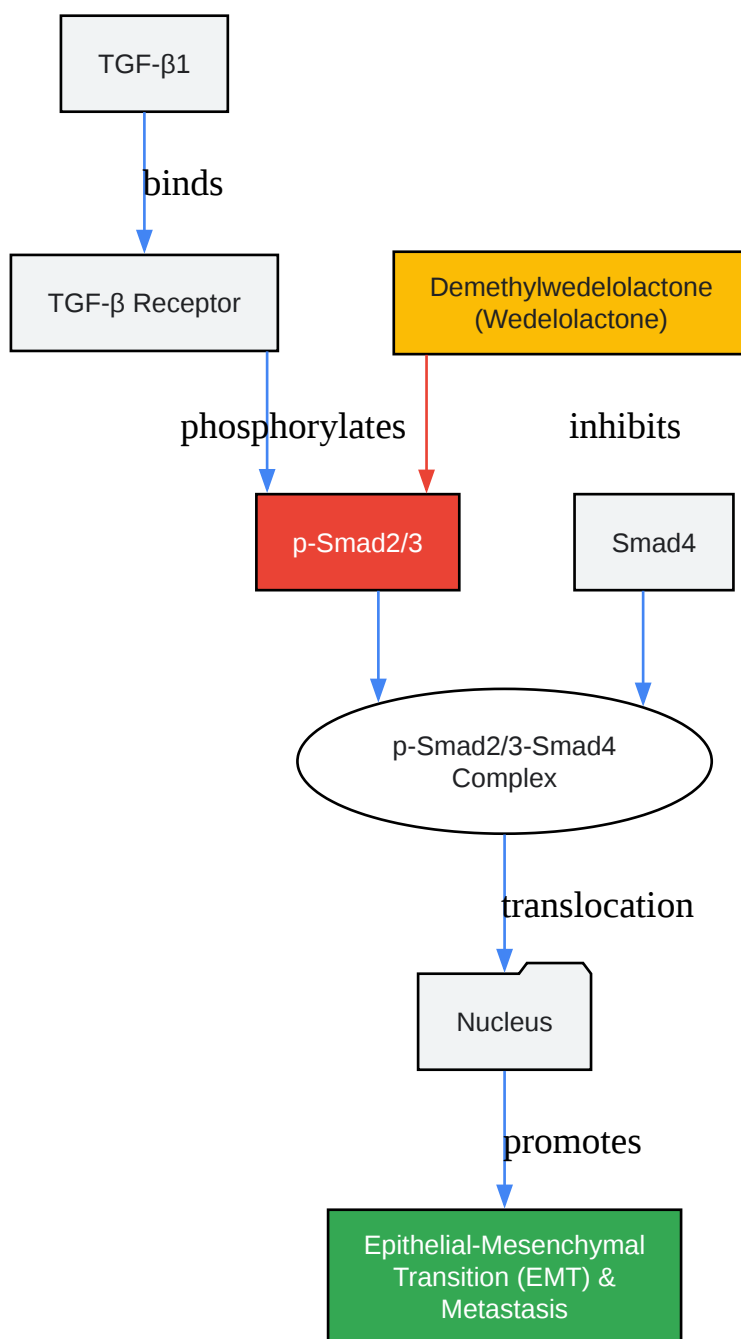 TGF-β1
binds
TGF-β Receptor
Demethylwedelolactone
(Wedelolactone)
phosphorylates
inhibits
p-Smad2/3
Smad4
p-Smad2/3-Smad4
Complex
translocation
Nucleus
promotes
Epithelial-Mesenchymal
Transition (EMT) &
Metastasis